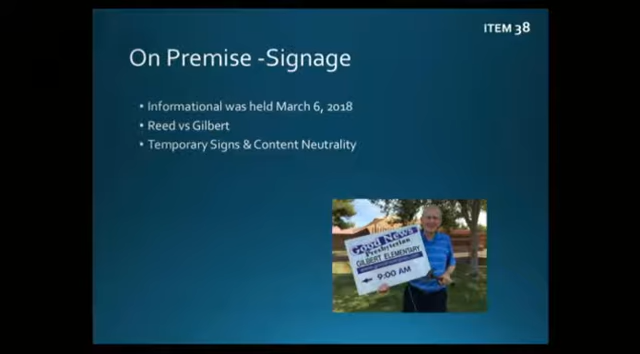 ITEM 38
On Premise -Signage
• Informational was held March 6, 2018
• Reed vs Gilbert
• Temporary Signs & Content Neutrality
Good News
Presbyterian
GILBERT ELEMENTARY
9:00 AM